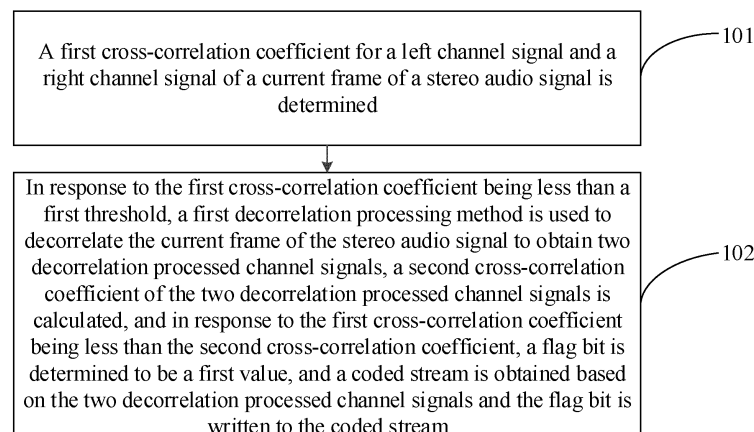 A first cross-correlation coefficient for a left channel signal and a
right channel signal of a current frame of a stereo audio signal is
determined
101
In response to the first cross-correlation coefficient being less than a
first threshold, a first decorrelation processing method is used to
decorrelate the current frame of the stereo audio signal to obtain two
decorrelation processed channel signals, a second cross-correlation
coefficient of the two decorrelation processed channel signals is
calculated, and in response to the first cross-correlation coefficient
being less than the second cross-correlation coefficient, a flag bit is
determined to be a first value, and a coded stream is obtained based
on the two decorrelation processed channel signals and the flag bit is
written to the coded stream
102